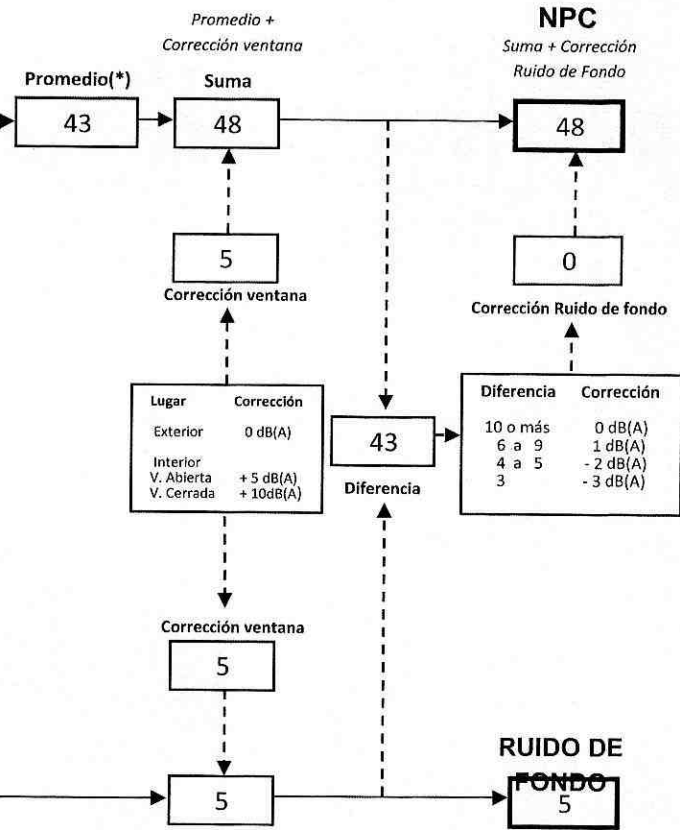 Promedio +
Corrección ventana
NPC
Suma + Corrección
Ruido de Fondo
Promedio(*)
Suma
43
48
48
5
0
Corrección ventana
Corrección Ruido de fondo
Lugar Corrección
Exterior 0 dB(A)
Interior
V. Abierta + 5 dB(A)
V. Cerrada + 10dB(A)
43
Diferencia
Diferencia Corrección
10 o más 0 dB(A)
6 a 9 1 dB(A)
4 a 5 - 2 dB(A)
3 - 3 dB(A)
Corrección ventana
5
RUIDO DE
FONDO
5
5